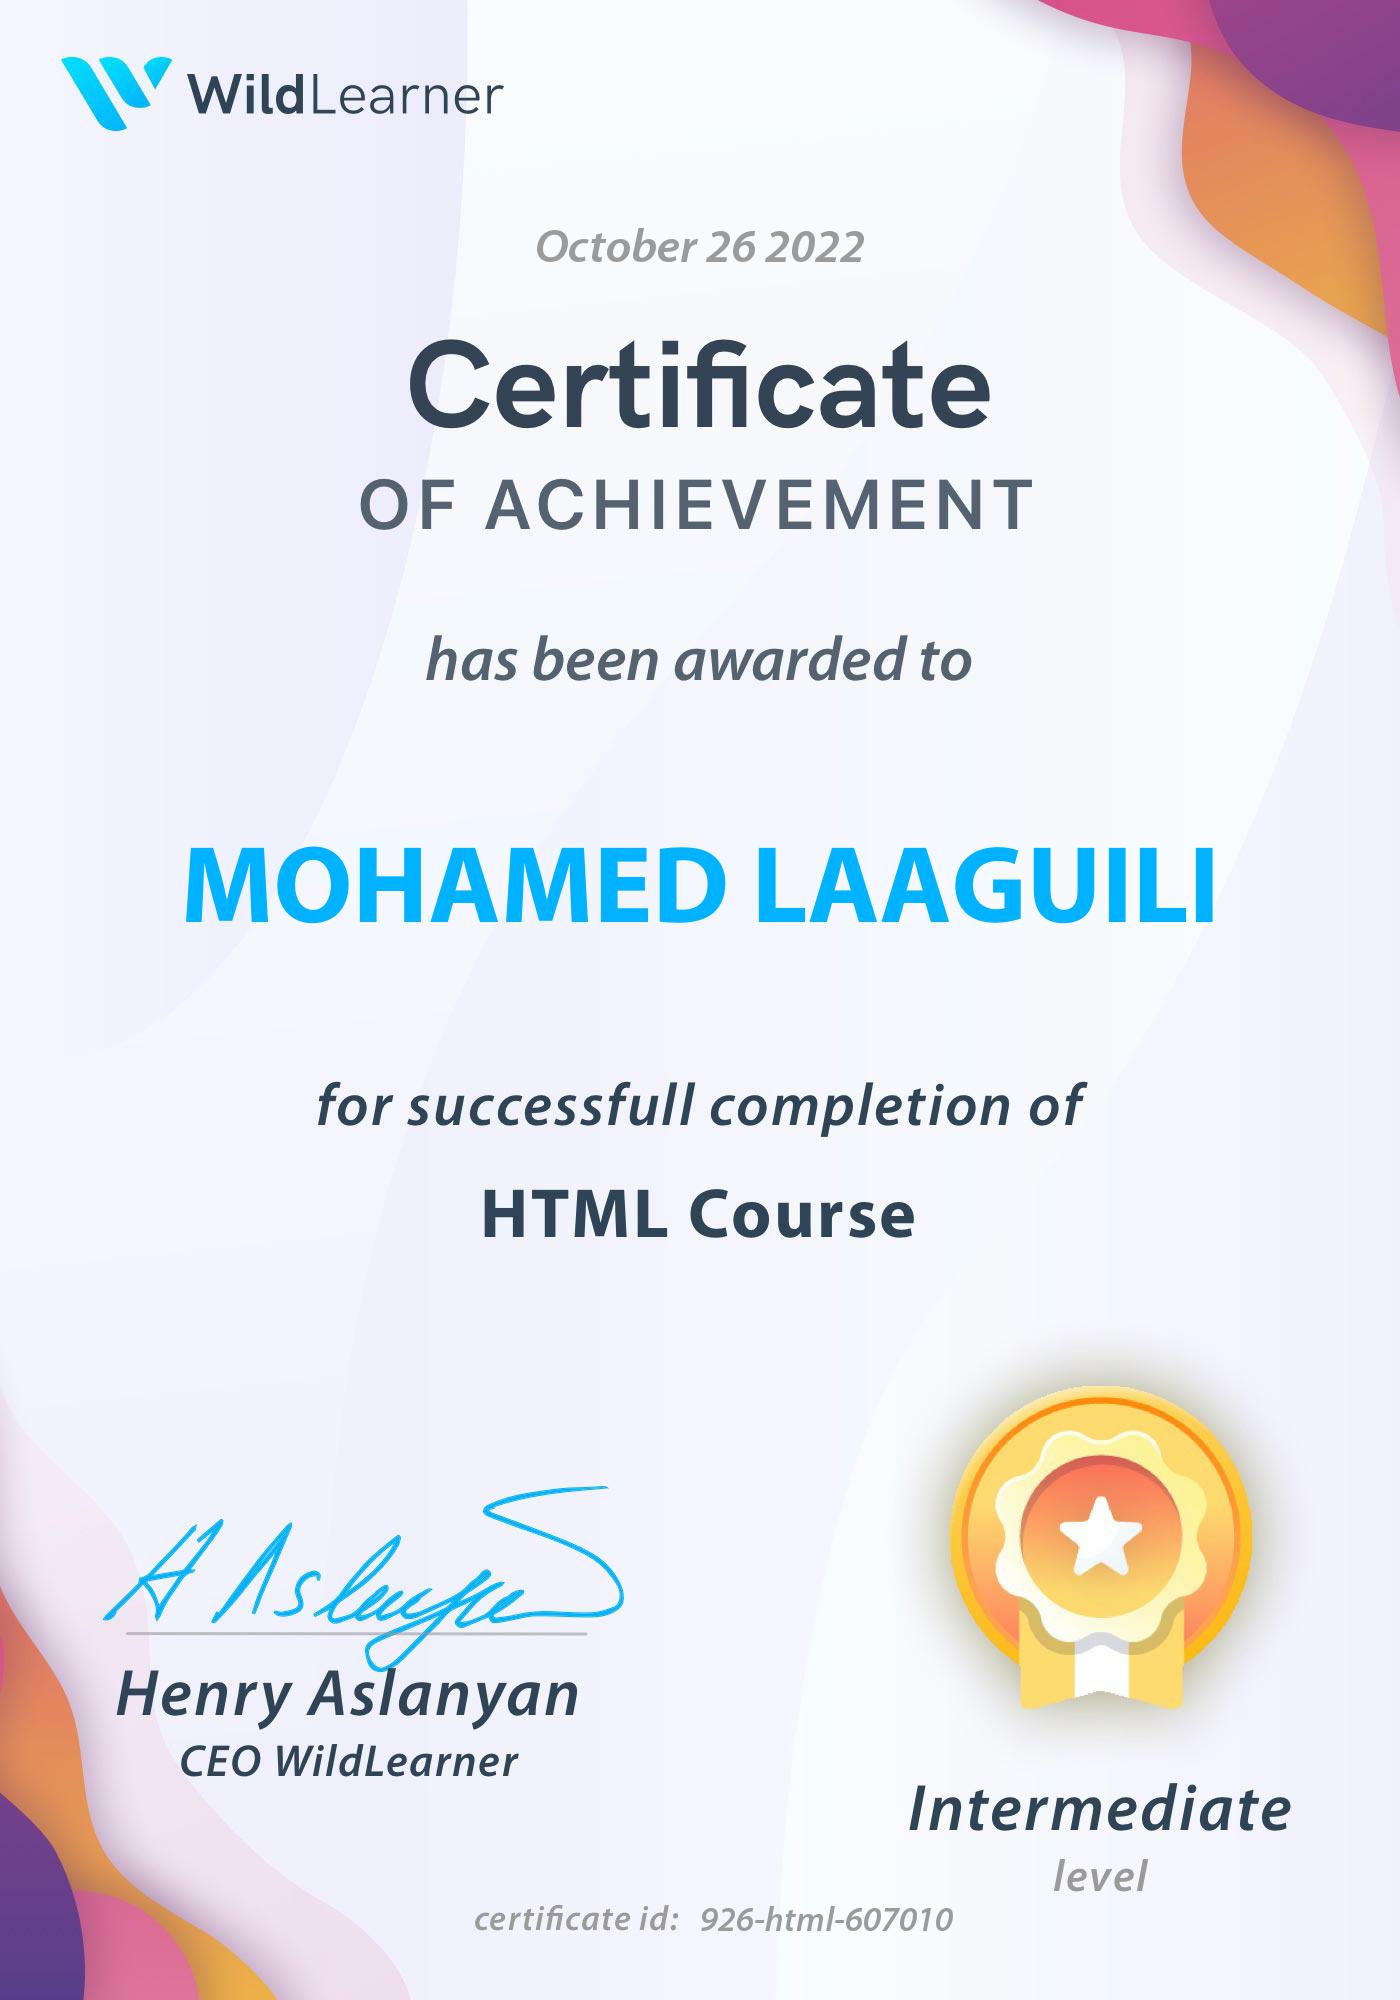 WildLearner
October 26 2022
Certificate
OF ACHIEVEMENT
has been awarded to
MOHAMED LAAGUILI
for successfull completion of
HTML Course
H Aslanyan
Henry Aslanyan
CEO WildLearner
Intermediate
level
certificate id: 926-html-607010